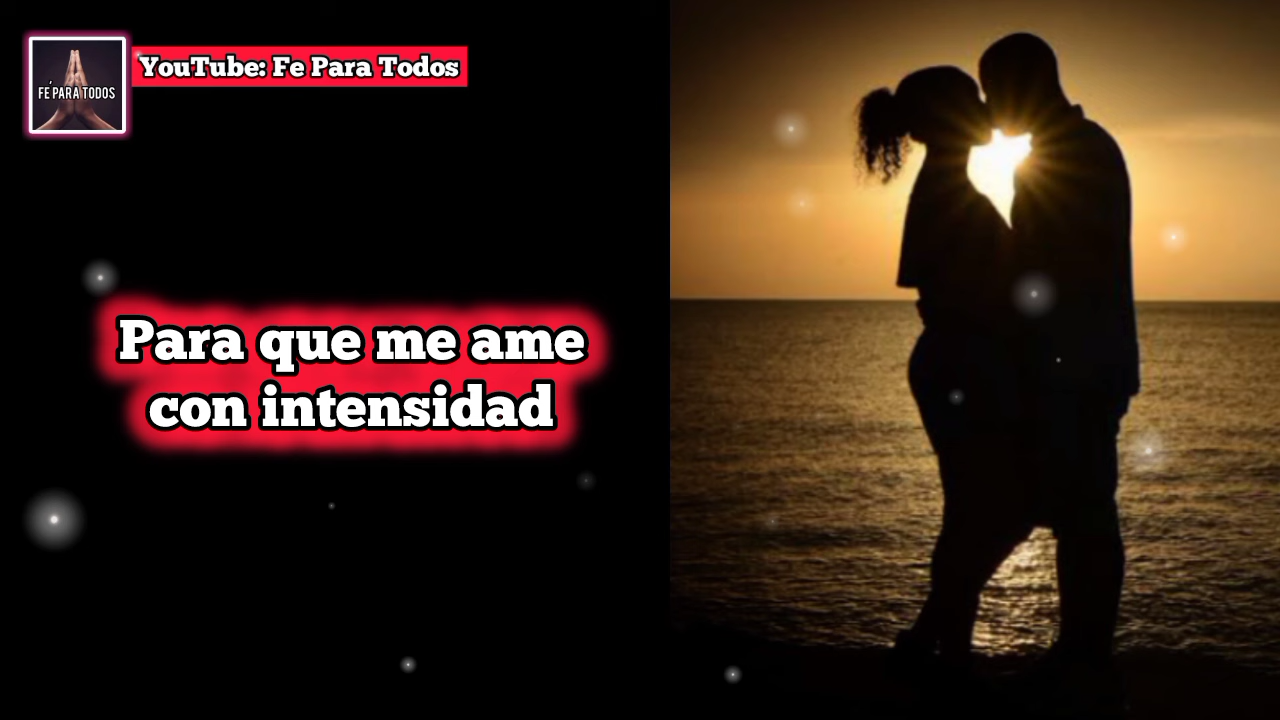 YouTube: Fe Para Todos
FÉ PARA TODOS
Para que me ame
con intensidad